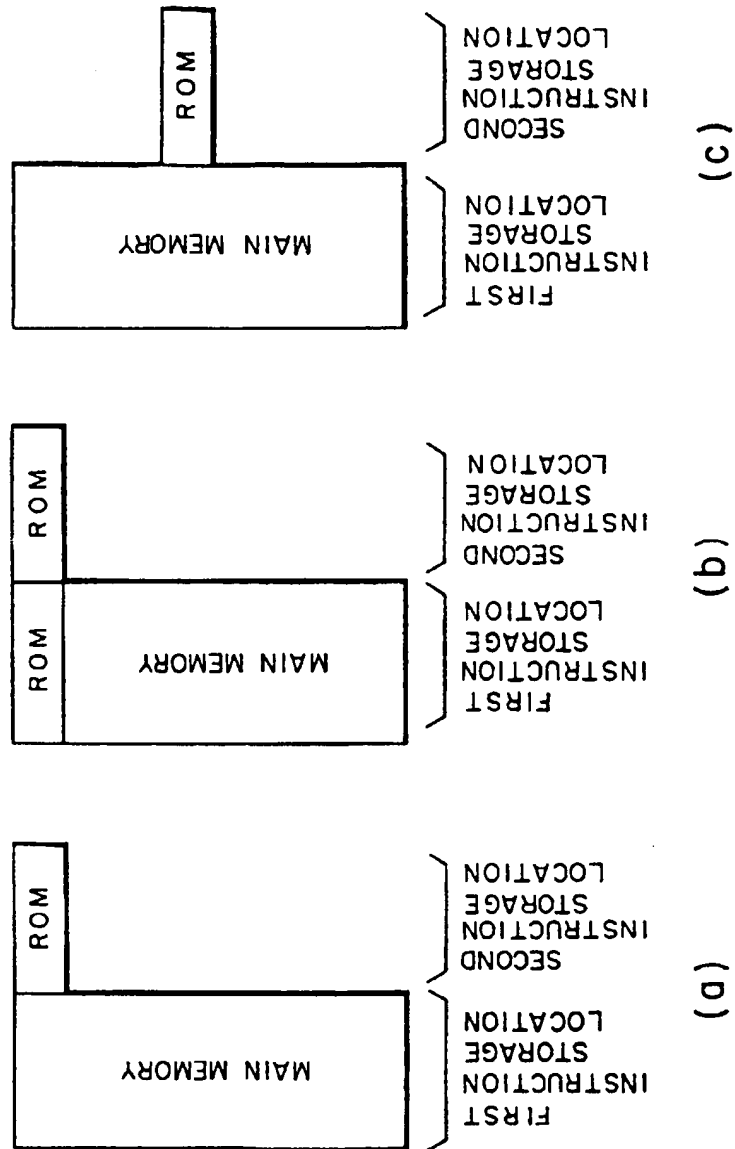 ROM
MAIN MEMORY
FIRST
INSTRUCTION
STORAGE
LOCATION
SECOND
INSTRUCTION
STORAGE
LOCATION
(a)
ROM
ROM
MAIN MEMORY
FIRST
INSTRUCTION
STORAGE
LOCATION
SECOND
INSTRUCTION
STORAGE
LOCATION
(b)
ROM
MAIN MEMORY
FIRST
INSTRUCTION
STORAGE
LOCATION
SECOND
INSTRUCTION
STORAGE
LOCATION
(c)